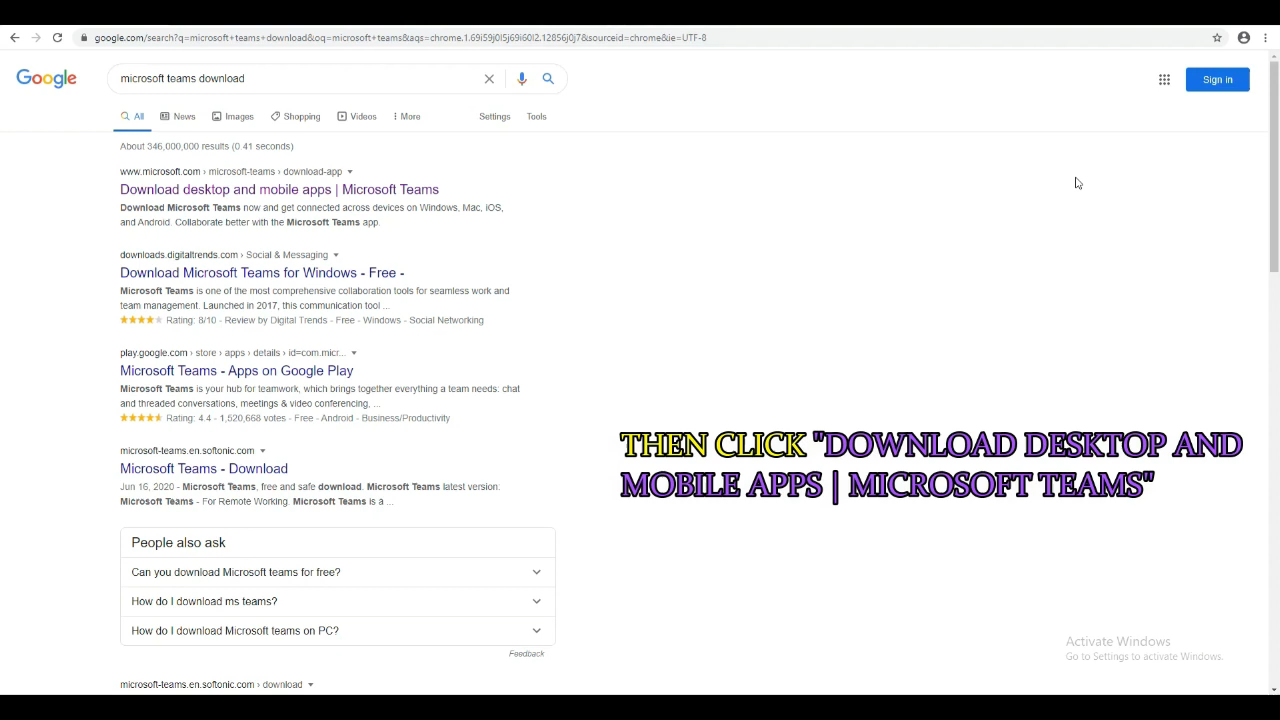 google.com/search?q=microsoft+teams+download&oq=microsoft+teams&aqs=chrome.1.69i59j0l5j69i60l2.12856j0j7&sourceid=chrome&ie=UTF-8
Google
microsoft teams download
Sign in
All News Images Shopping Videos More Settings Tools
About 346,000,000 results (0.41 seconds)
www.microsoft.com › microsoft-teams › download-app
Download desktop and mobile apps | Microsoft Teams
Download Microsoft Teams now and get connected across devices on Windows, Mac, iOS,
and Android. Collaborate better with the Microsoft Teams app.
downloads.digitaltrends.com › Social & Messaging
Download Microsoft Teams for Windows - Free -
Microsoft Teams is one of the most comprehensive collaboration tools for seamless work and
team management. Launched in 2017, this communication tool ...
Rating: 8/10 - Review by Digital Trends - Free - Windows - Social Networking
play.google.com › store › apps › details › id=com.micr...
Microsoft Teams - Apps on Google Play
Microsoft Teams is your hub for teamwork, which brings together everything a team needs: chat
and threaded conversations, meetings & video conferencing, ...
Rating: 4.4 - 1,520,668 votes - Free - Android - Business/Productivity
THEN CLICK "DOWNLOAD DESKTOP AND
MOBILE APPS | MICROSOFT TEAMS"
microsoft-teams.en.softonic.com
Microsoft Teams - Download
Jun 16, 2020 - Microsoft Teams, free and safe download. Microsoft Teams latest version:
Microsoft Teams - For Remote Working. Microsoft Teams is a ...
People also ask
Can you download Microsoft teams for free?
How do I download ms teams?
How do I download Microsoft teams on PC?
Feedback
Activate Windows
Go to Settings to activate Windows.
microsoft-teams.en.softonic.com › download